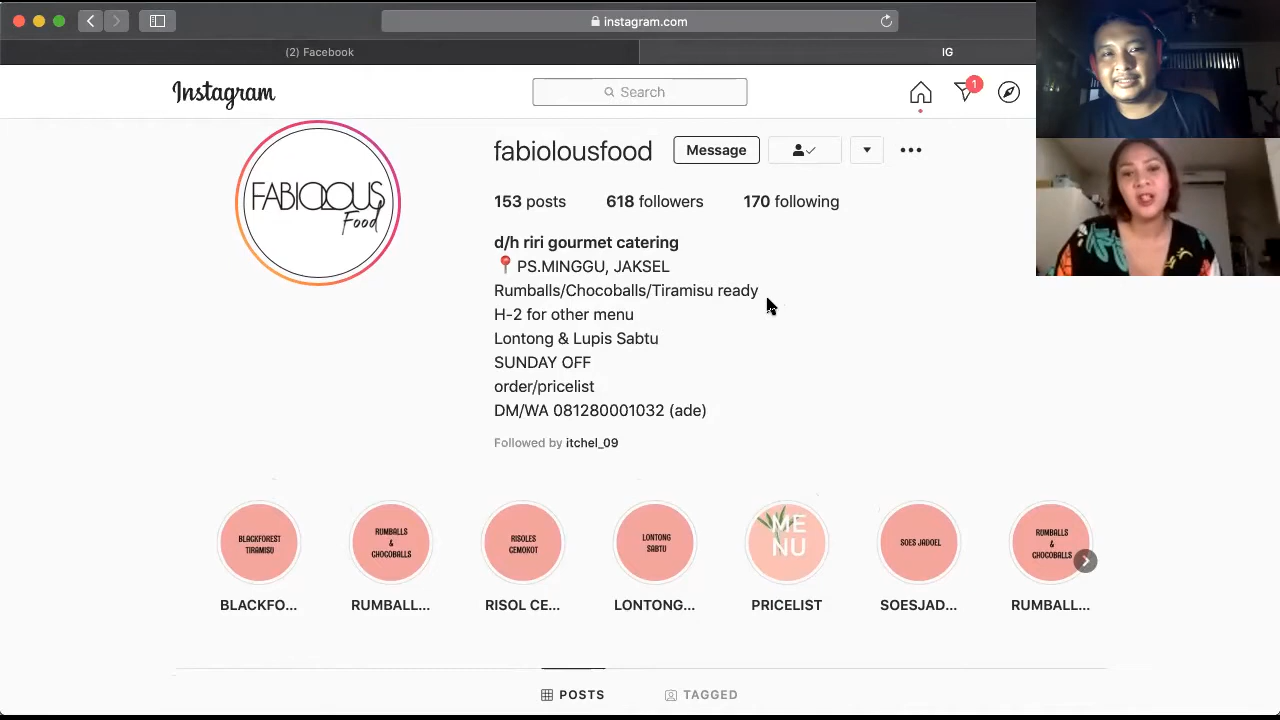 instagram.com
(2) Facebook
IG
Instagram
Search
1
FABIOLOUS
Food
fabiolousfood
Message
153 posts
618 followers
170 following
d/h riri gourmet catering
📍PS.MINGGU, JAKSEL
Rumballs/Chocoballs/Tiramisu ready
H-2 for other menu
Lontong & Lupis Sabtu
SUNDAY OFF
order/pricelist
DM/WA 081280001032 (ade)
Followed by itchel_09
BLACKFOREST
TIRAMISU
RUMBALLS
&
CHOCOBALLS
RISOLES
CEMOKOT
LONTONG
SABTU
ME
NU
SOES JADOEL
RUMBALLS
&
CHOCOBALLS
BLACKFO...
RUMBALL...
RISOL CE...
LONTONG...
PRICELIST
SOESJAD...
RUMBALL...
POSTS
TAGGED